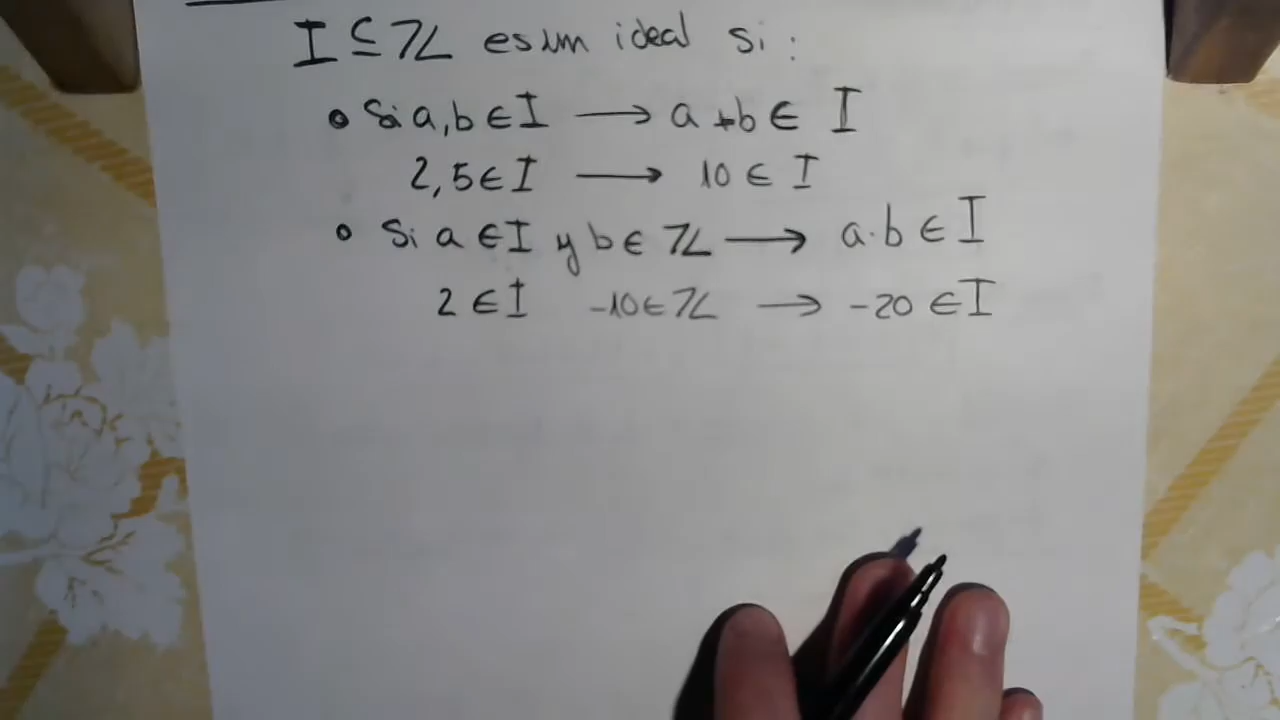 I ⊆ ℤ es un ideal si :
• Si a, b ∈ I → a + b ∈ I
2, 5 ∈ I → 10 ∈ I
• Si a ∈ I y b ∈ ℤ → a · b ∈ I
2 ∈ I -10 ∈ ℤ → -20 ∈ I